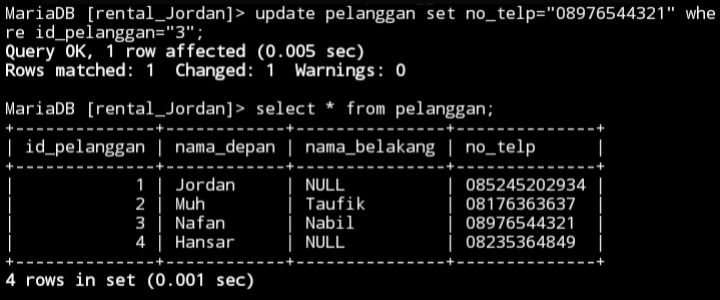 MariaDB [rental_Jordan]> update pelanggan set no_telp="08976544321" whe
re id_pelanggan="3";
Query OK, 1 row affected (0.005 sec)
Rows matched: 1  Changed: 1  Warnings: 0

MariaDB [rental_Jordan]> select * from pelanggan;
+--------------+------------+---------------+--------------+
| id_pelanggan | nama_depan | nama_belakang | no_telp      |
+--------------+------------+---------------+--------------+
|            1 | Jordan     | NULL          | 085245202934 |
|            2 | Muh        | Taufik        | 08176363637  |
|            3 | Nafan      | Nabil         | 08976544321  |
|            4 | Hansar     | NULL          | 08235364849  |
+--------------+------------+---------------+--------------+
4 rows in set (0.001 sec)